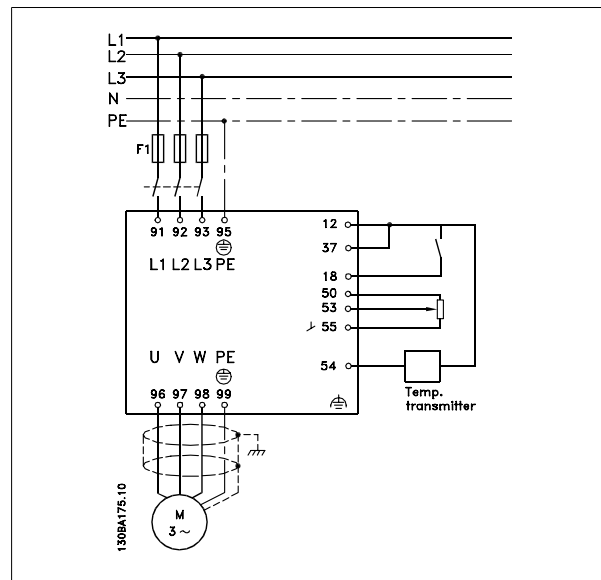 L1
L2
L3
N
PE
F1
91 92 93 95
L1 L2 L3 PE
12
37
18
50
53
55
54
U V W PE
96 97 98 99
Temp.
transmitter
M
3 ~
130BA175.10